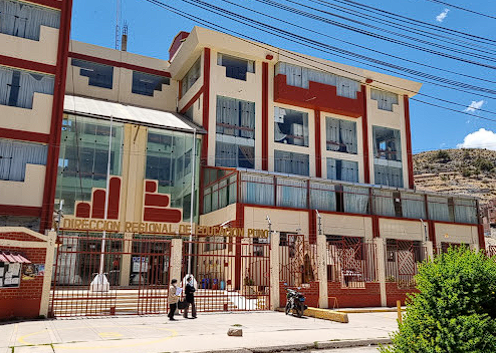 DIRECCION REGIONAL DE EDUCACION PUNO